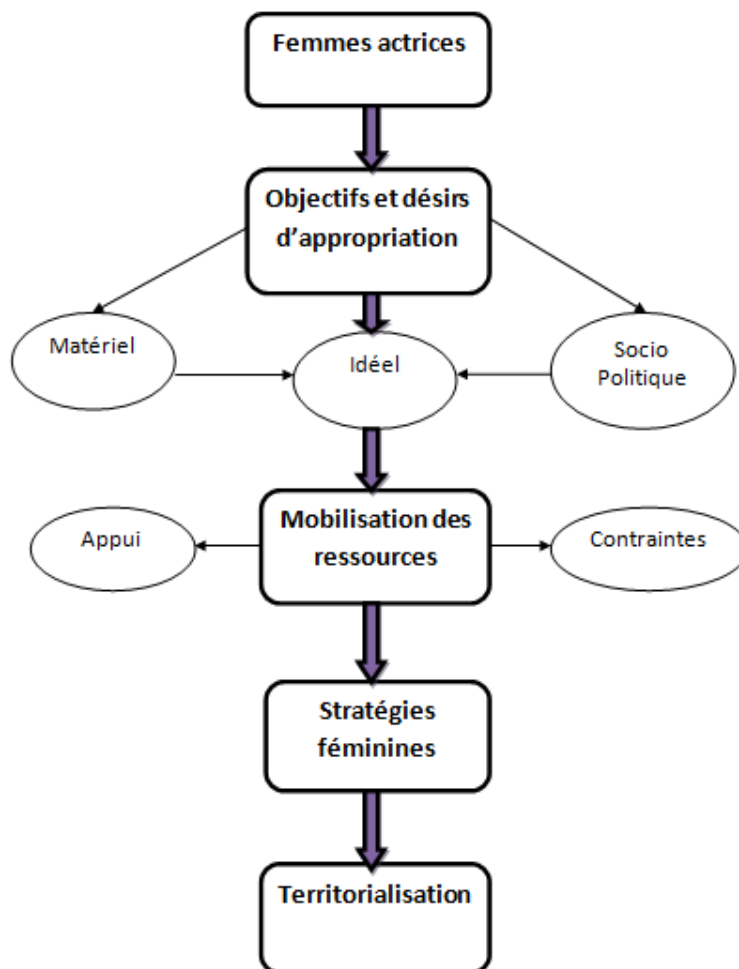 Femmes actrices
Objectifs et désirs
d’appropriation
Matériel
Idéel
Socio
Politique
Mobilisation des
ressources
Appui
Contraintes
Stratégies
féminines
Territorialisation